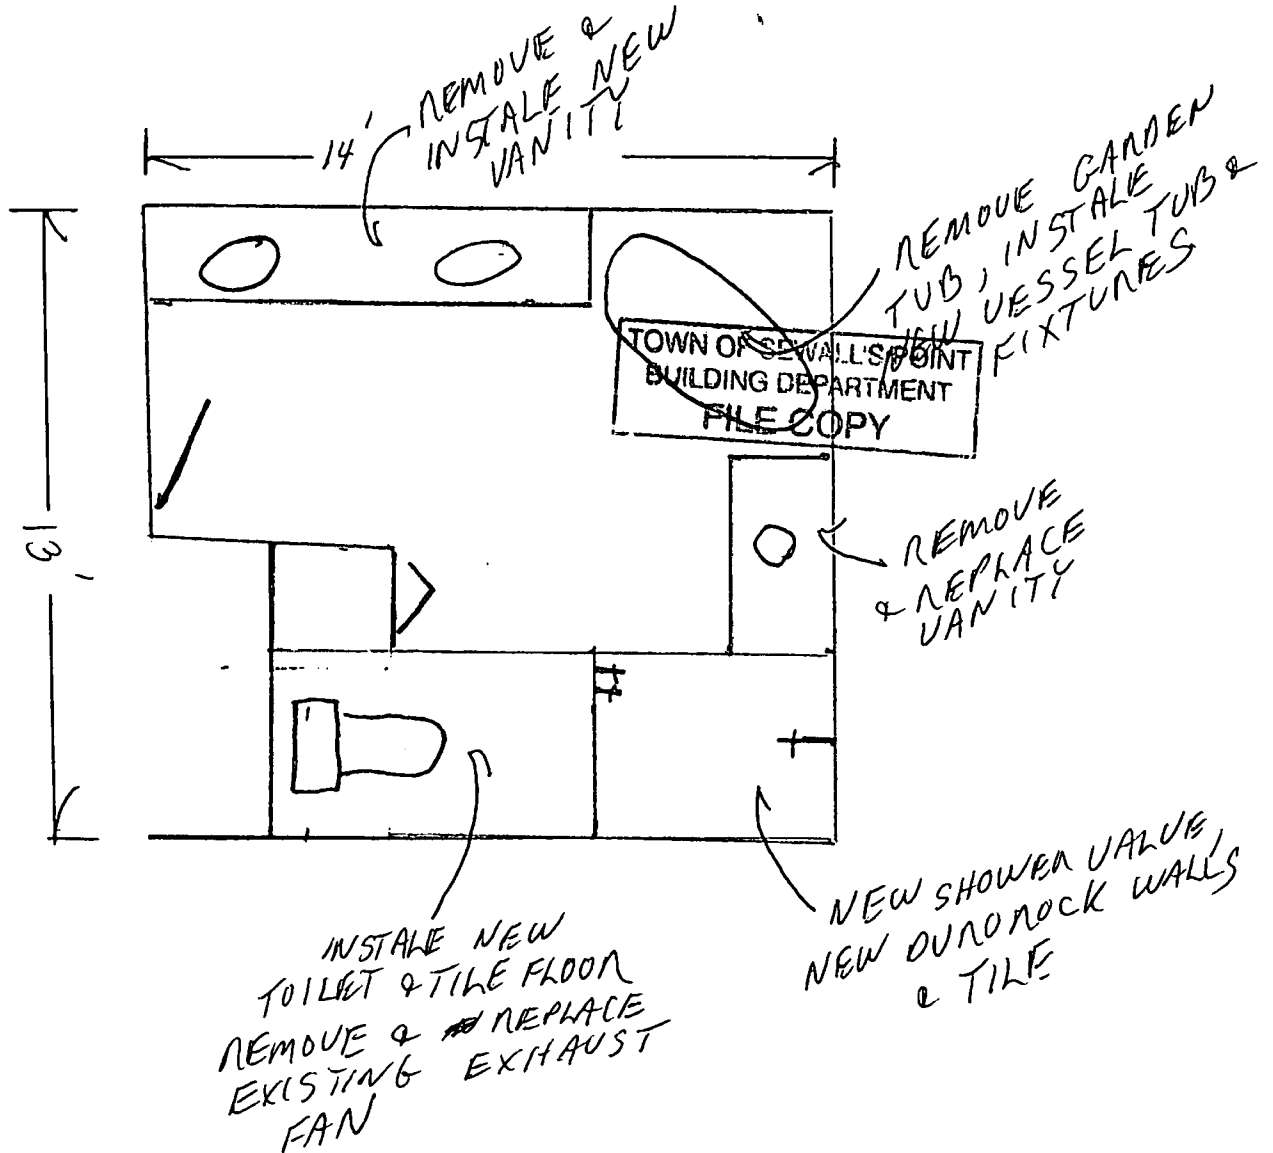 REMOVE &
INSTALE NEW
VANITY
14'
REMOVE GARDEN
TUB, INSTALE
NEW VESSEL TUB &
FIXTURES
TOWN OF SEWALL'S POINT
BUILDING DEPARTMENT
FILE COPY
13'
REMOVE
& REPLACE
VANITY
NEW SHOWER VALUE,
NEW DUROROCK WALLS
& TILE
INSTALE NEW
TOILET & TILE FLOOR
REMOVE & REPLACE
EXISTING EXHAUST
FAN